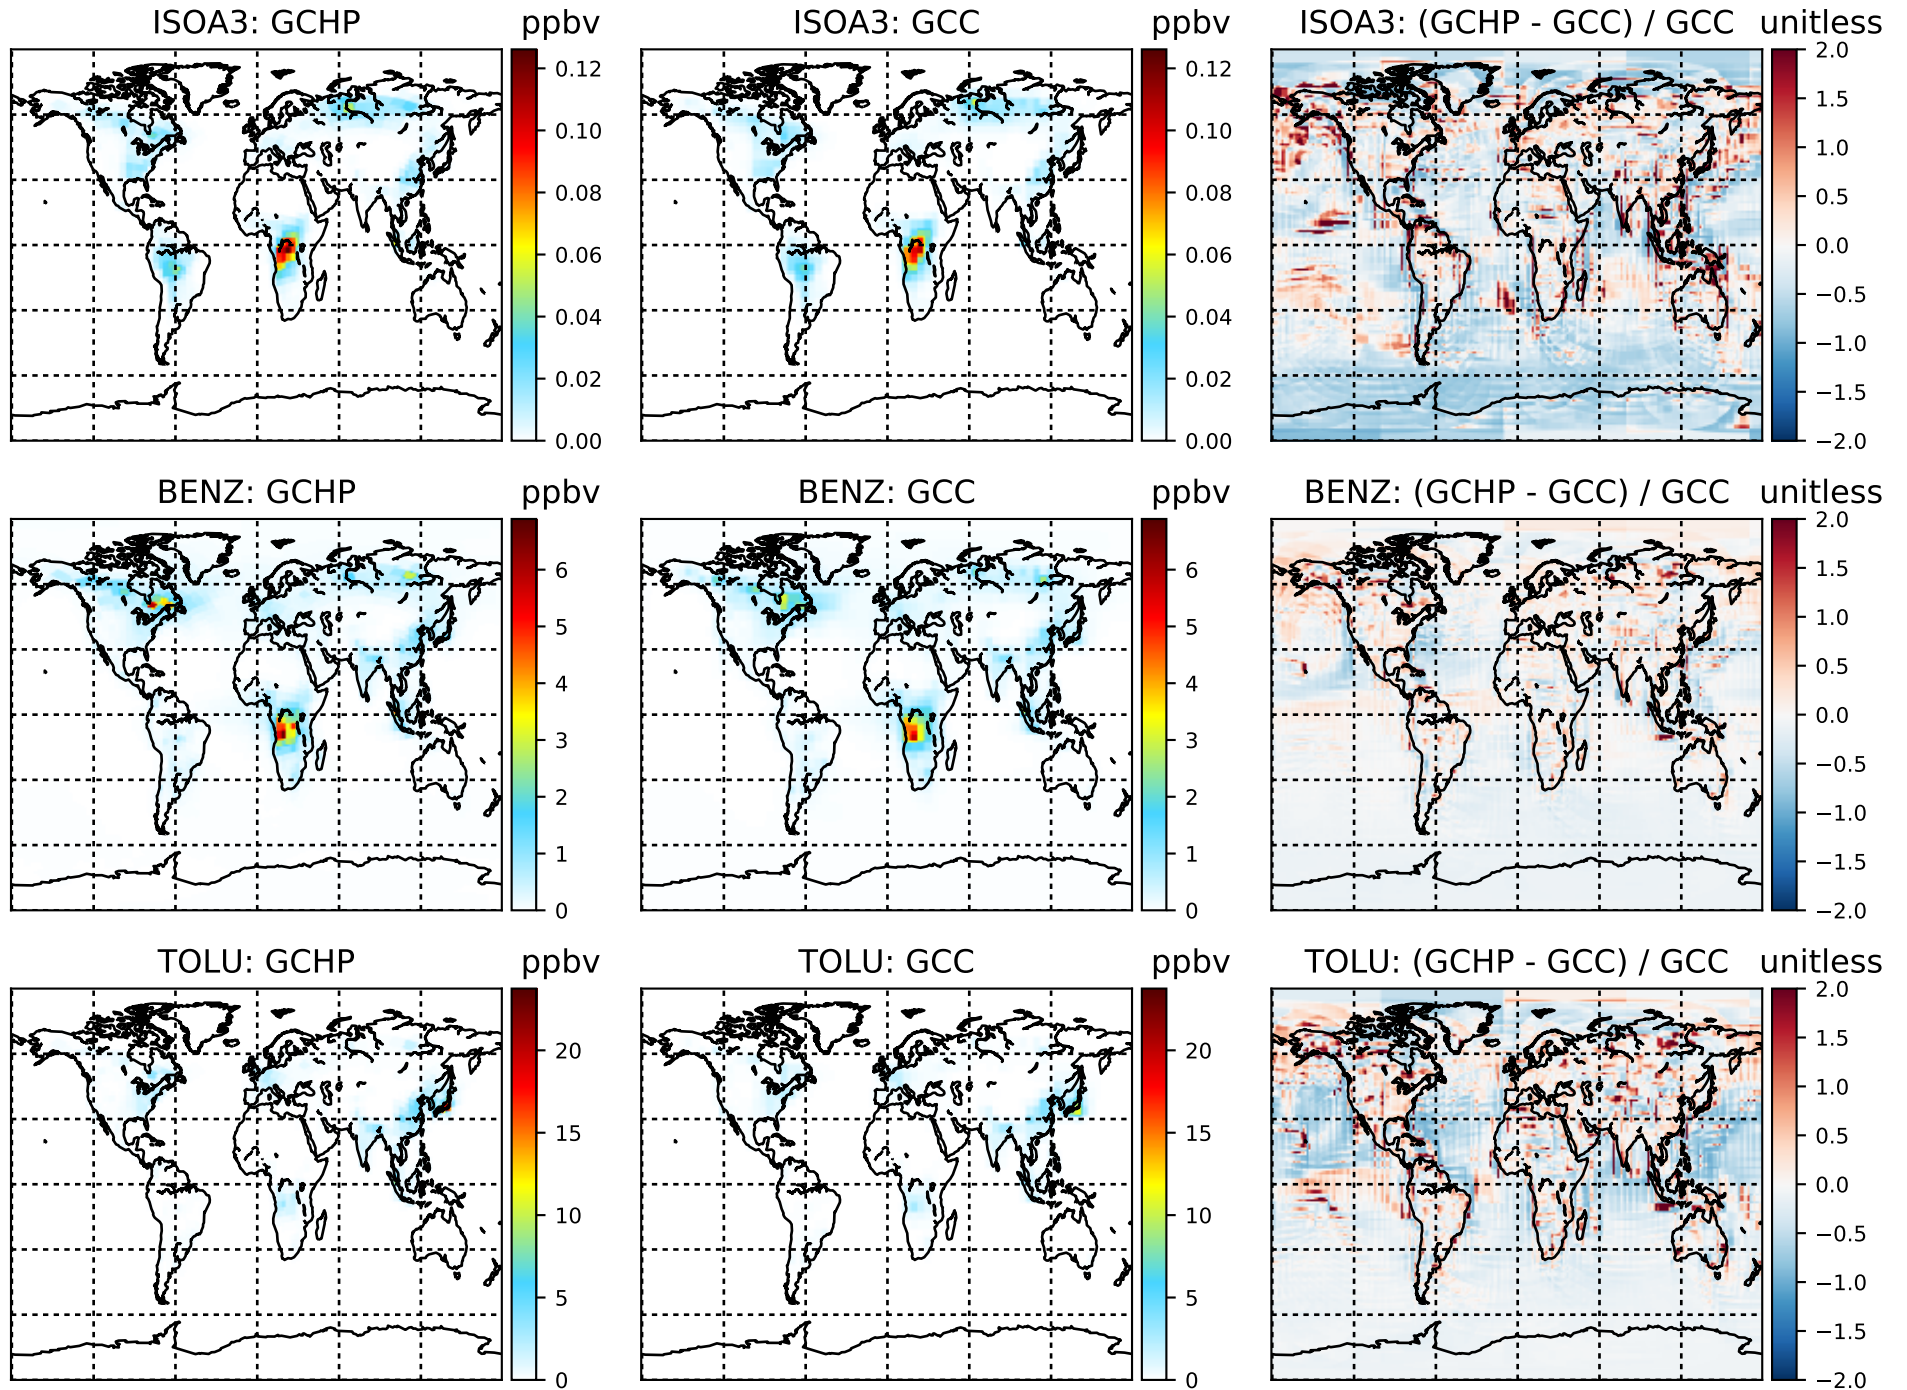 ISOA3: GCHP ppbv ISOA3: GCC ppbv ISOA3: (GCHP - GCC) / GCC unitless
0.12 0.12 2.0
0.10 0.10 1.5
0.08 0.08 1.0
0.06 0.06 0.5
0.04 0.04 0.0
0.02 0.02 −0.5
0.00 0.00 −1.0
−1.5
−2.0
BENZ: GCHP ppbv BENZ: GCC ppbv BENZ: (GCHP - GCC) / GCC unitless
6 6 2.0
5 5 1.5
4 4 1.0
3 3 0.5
2 2 0.0
1 1 −0.5
0 0 −1.0
−1.5
−2.0
TOLU: GCHP ppbv TOLU: GCC ppbv TOLU: (GCHP - GCC) / GCC unitless
20 20 2.0
15 15 1.5
10 10 1.0
5 5 0.5
0 0 0.0
−0.5
−1.0
−1.5
−2.0